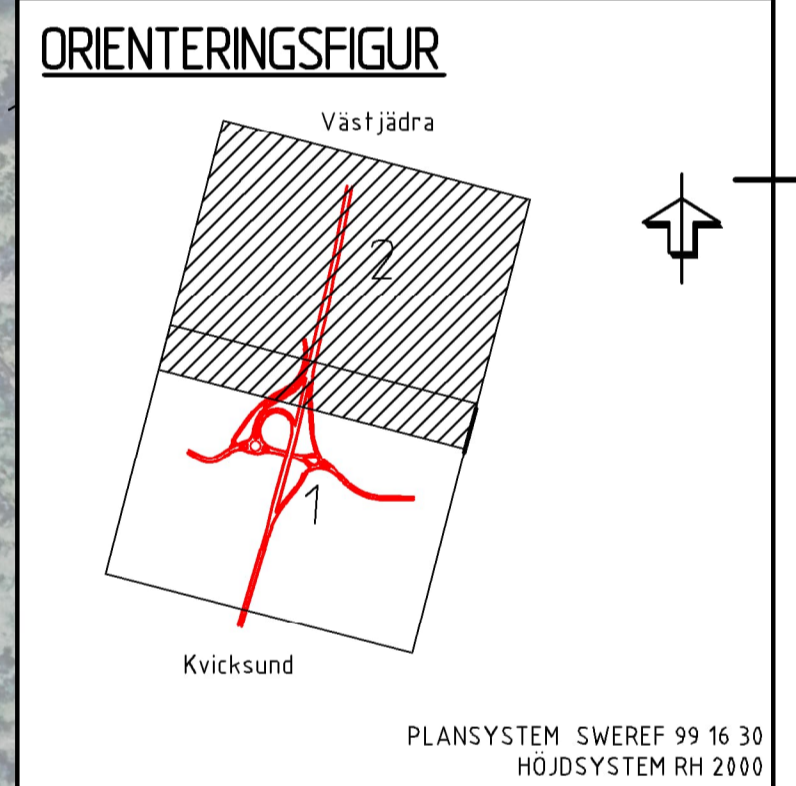 ORIENTERINGSFIGUR
Västjädra
2
1
Kvicksund
PLANSYSTEM SWEREF 99 16 30
HÖJDSYSTEM RH 2000